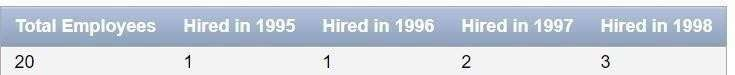 Total Employees Hired in 1995 Hired in 1996 Hired in 1997 Hired in 1998
20 1 1 2 3